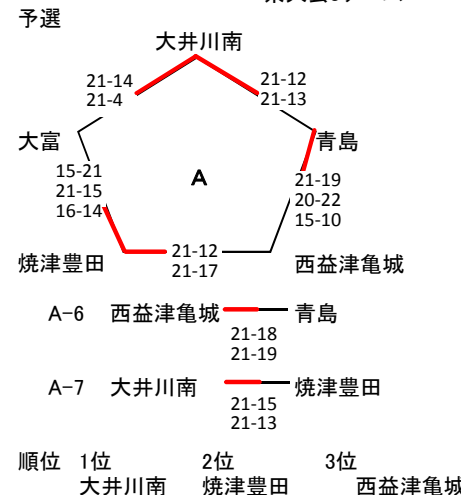 予選
大井川南
21-14
21-4
21-12
21-13
大富
青島
A
15-21
21-15
16-14
21-19
20-22
15-10
焼津豊田
21-12
21-17
西益津亀城
A-6 西益津亀城 青島
21-18
21-19
A-7 大井川南 焼津豊田
21-15
21-13
順位 1位 2位 3位
大井川南 焼津豊田 西益津亀城